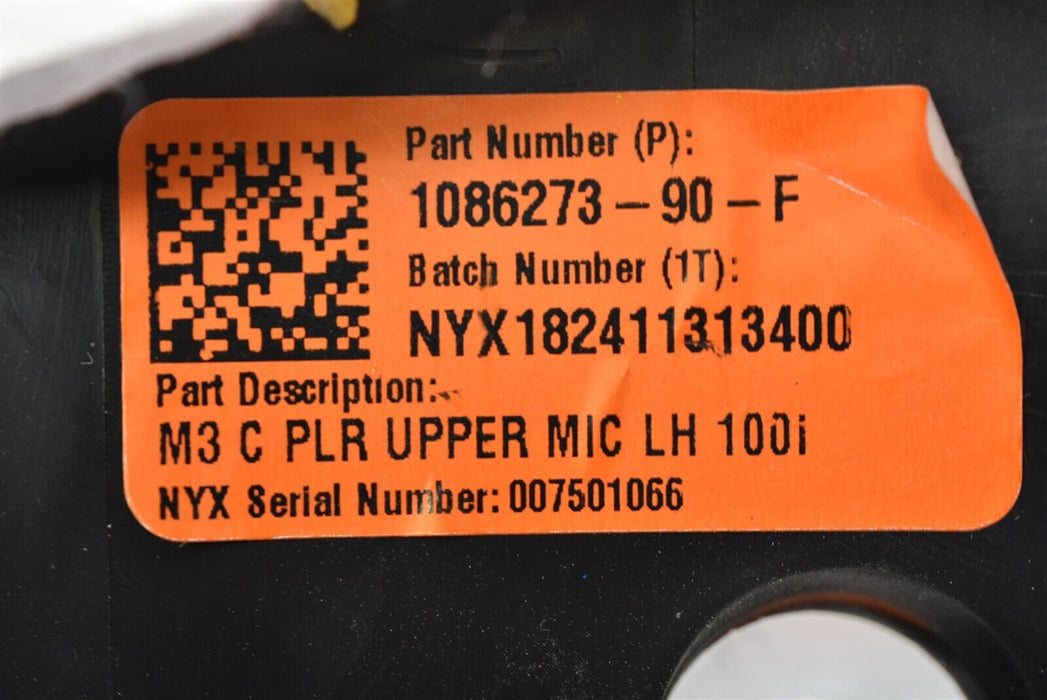 Part Number (P):
1086273-90-F
Batch Number (1T):
NYX182411313400
Part Description:
M3 C PLR UPPER MIC LH 100i
NYX Serial Number: 007501066